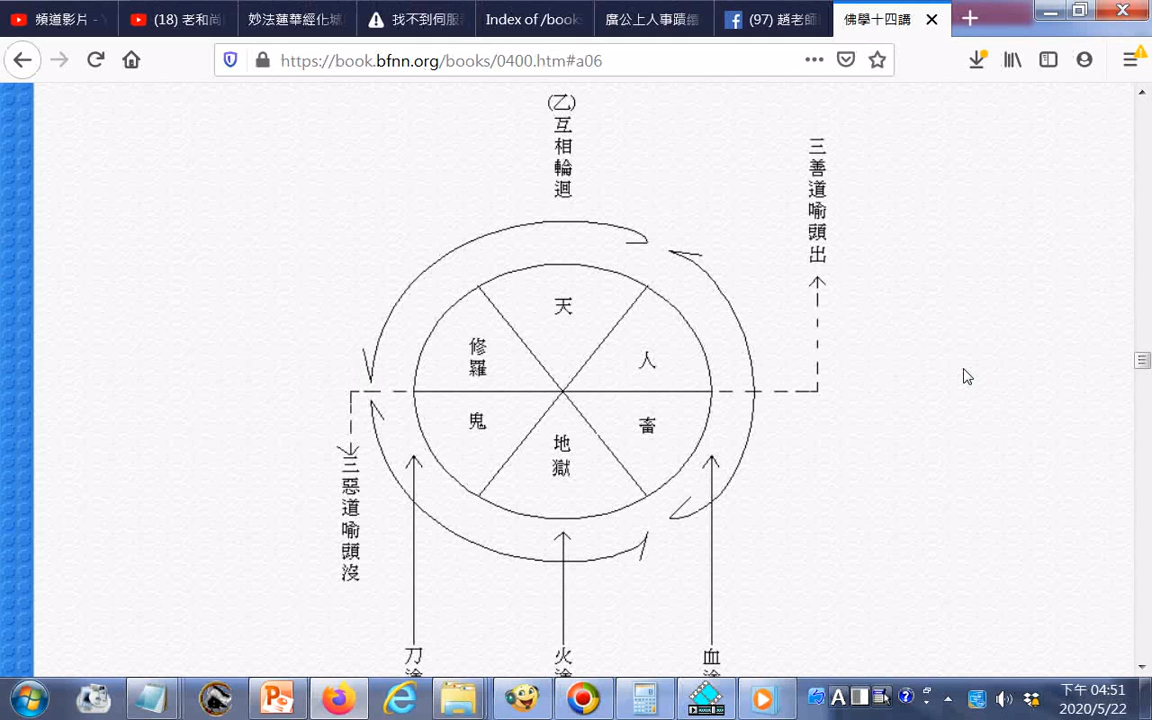 頻道影片 -
(18) 老和尚
妙法蓮華經化城
找不到伺服
Index of /book
廣公上人事蹟
(97) 趙老師
佛學十四講
https://book.bfnn.org/books/0400.htm#a06
(乙)互相輪迴
三善道喻頭出
天
人
修羅
鬼
地獄
畜
三惡道喻頭沒
刀
火
血
A
下午 04:51
2020/5/22